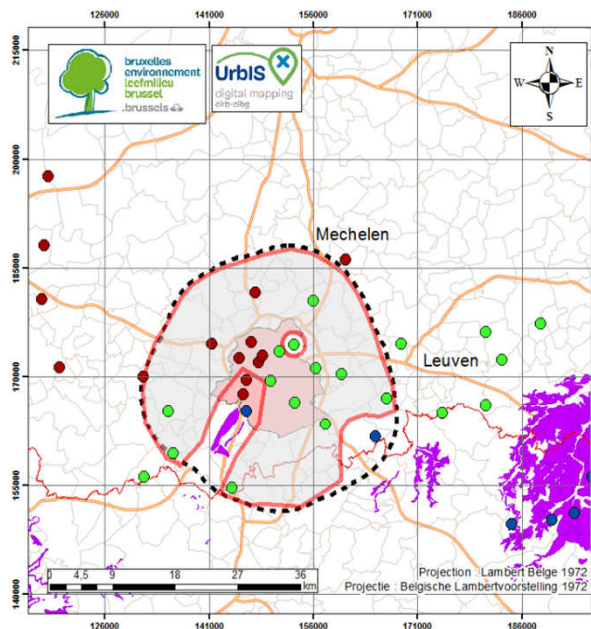 126000 141000 156000 171000 186000
215000
bruxelles
environnement
leefmilieu
brussel
.brussels
UrbIS
digital mapping
cirb-cibg
N
W E
S
200000
Mechelen
185000
Leuven
170000
155000
Projection : Lambert Belge 1972
Projectie : Belgische Lambertvoorstelling 1972
0 4,5 9 18 27 36
km
140000
126000 141000 156000 171000 186000